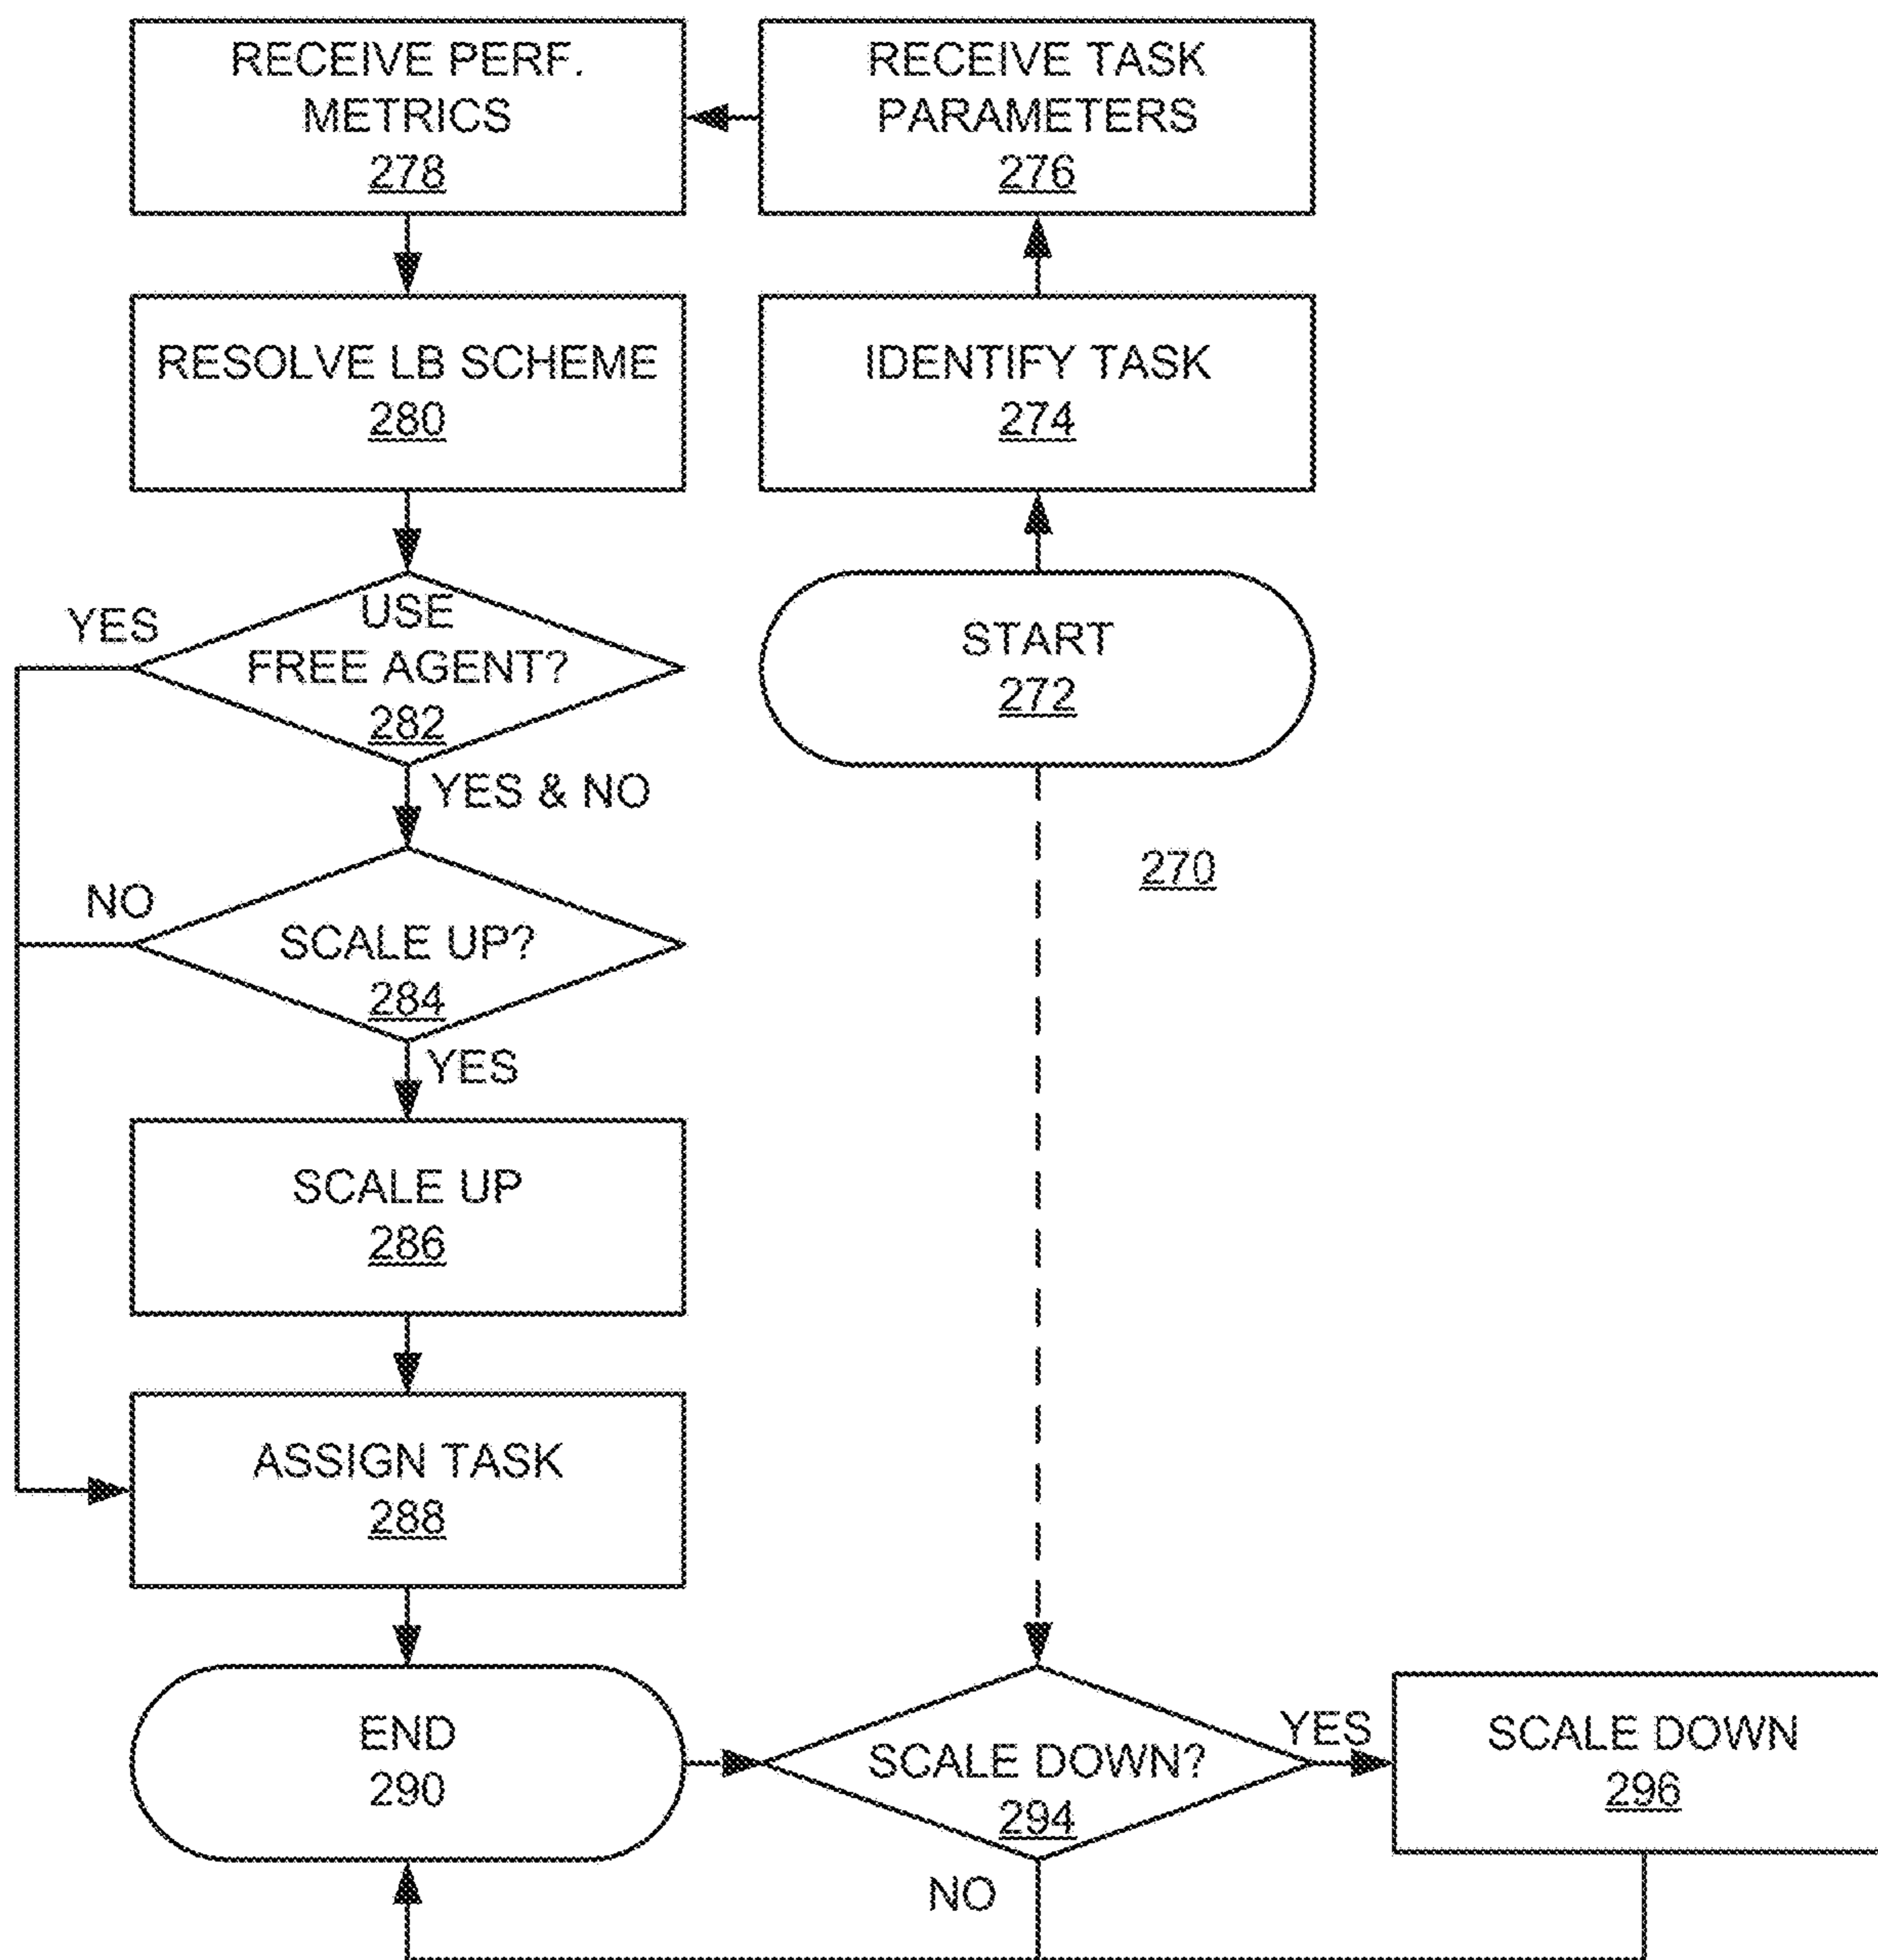 RECEIVE PERF.
METRICS
278
RECEIVE TASK
PARAMETERS
276
RESOLVE LB SCHEME
280
IDENTIFY TASK
274
YES
USE
FREE AGENT?
282
START
272
YES & NO
270
NO
SCALE UP?
284
YES
SCALE UP
286
ASSIGN TASK
288
END
290
SCALE DOWN?
294
YES
SCALE DOWN
296
NO